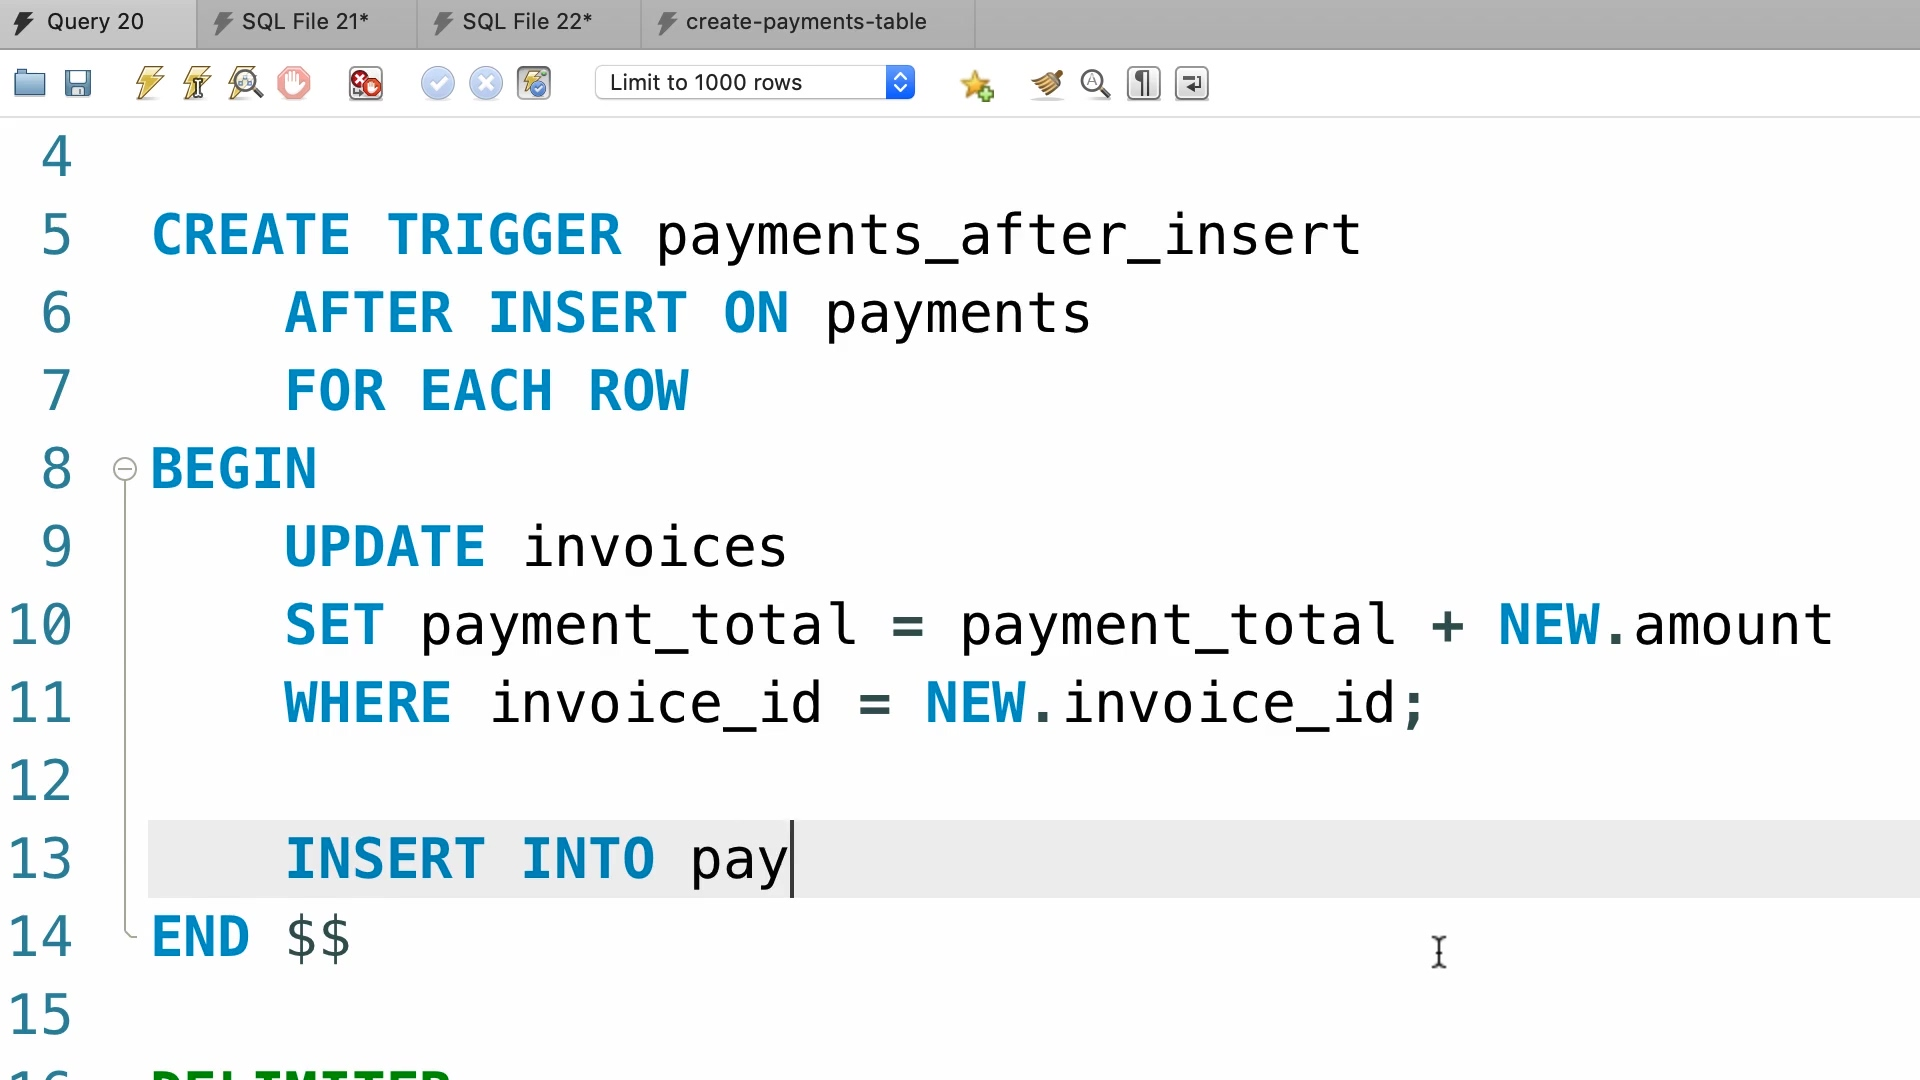 Query 20
SQL File 21*
SQL File 22*
create-payments-table
Limit to 1000 rows
4
5 CREATE TRIGGER payments_after_insert
6 AFTER INSERT ON payments
7 FOR EACH ROW
8 BEGIN
9 UPDATE invoices
10 SET payment_total = payment_total + NEW.amount
11 WHERE invoice_id = NEW.invoice_id;
12
13 INSERT INTO pay
14 END $$
15
16 DELIMITER